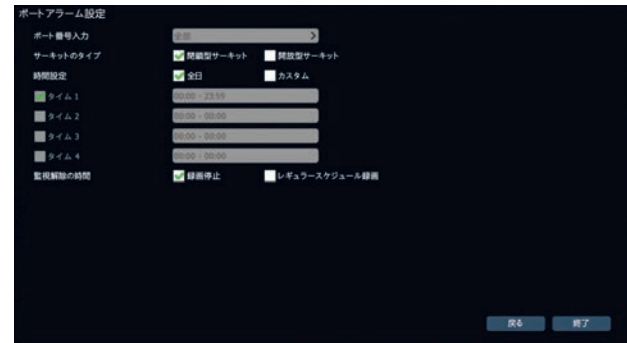 ポートアラーム設定
ポート番号入力 全部
サーキットのタイプ 閉鎖型サーキット 開放型サーキット
時間設定 全日 カスタム
タイム 1 00:00 - 23:59
タイム 2 00:00 - 00:00
タイム 3 00:00 - 00:00
タイム 4 00:00 - 00:00
監視解除の時間 録画停止 レギュラースケジュール録画
戻る 終了